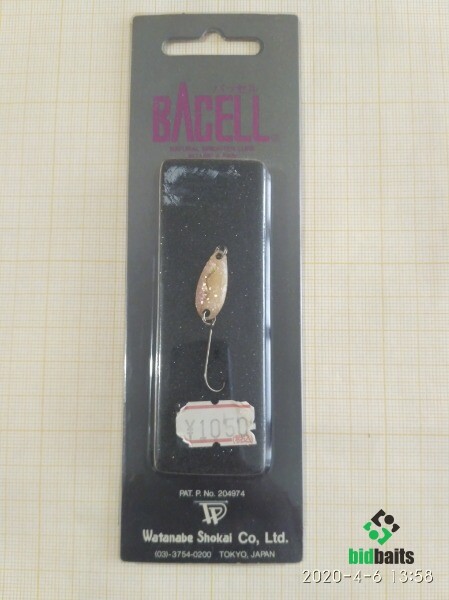 BACELL
¥1050
PAT. P. No. 204974
Watanabe Shokai Co, Ltd.
(03)-3754-0200 TOKYO, JAPAN
bidbaits
2020-4-6 13:58